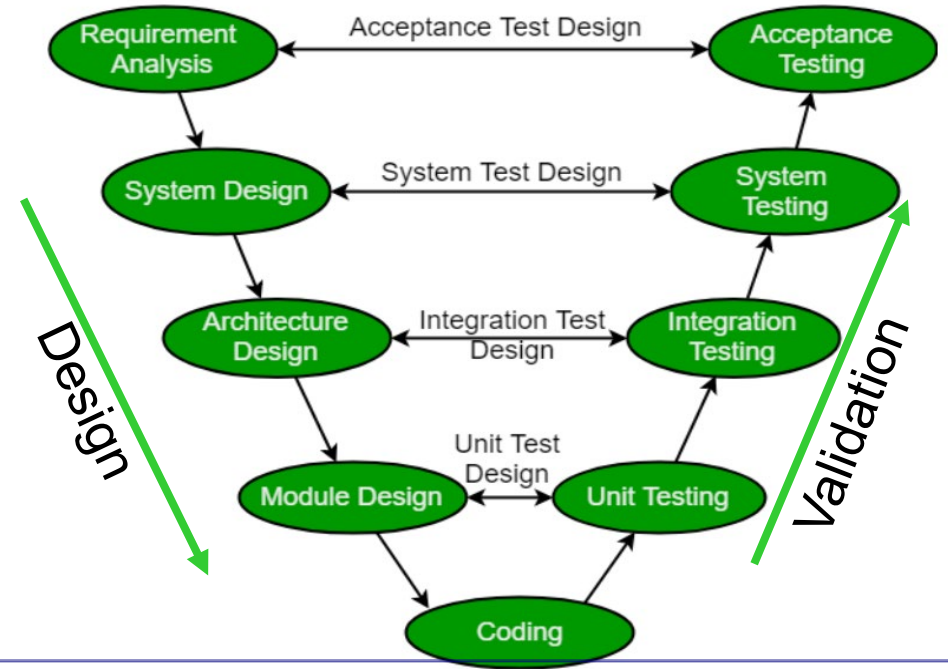 Requirement
Analysis
Acceptance Test Design
Acceptance
Testing
System Design
System Test Design
System
Testing
Architecture
Design
Integration Test
Design
Integration
Testing
Design
Validation
Module Design
Unit Test
Design
Unit Testing
Coding